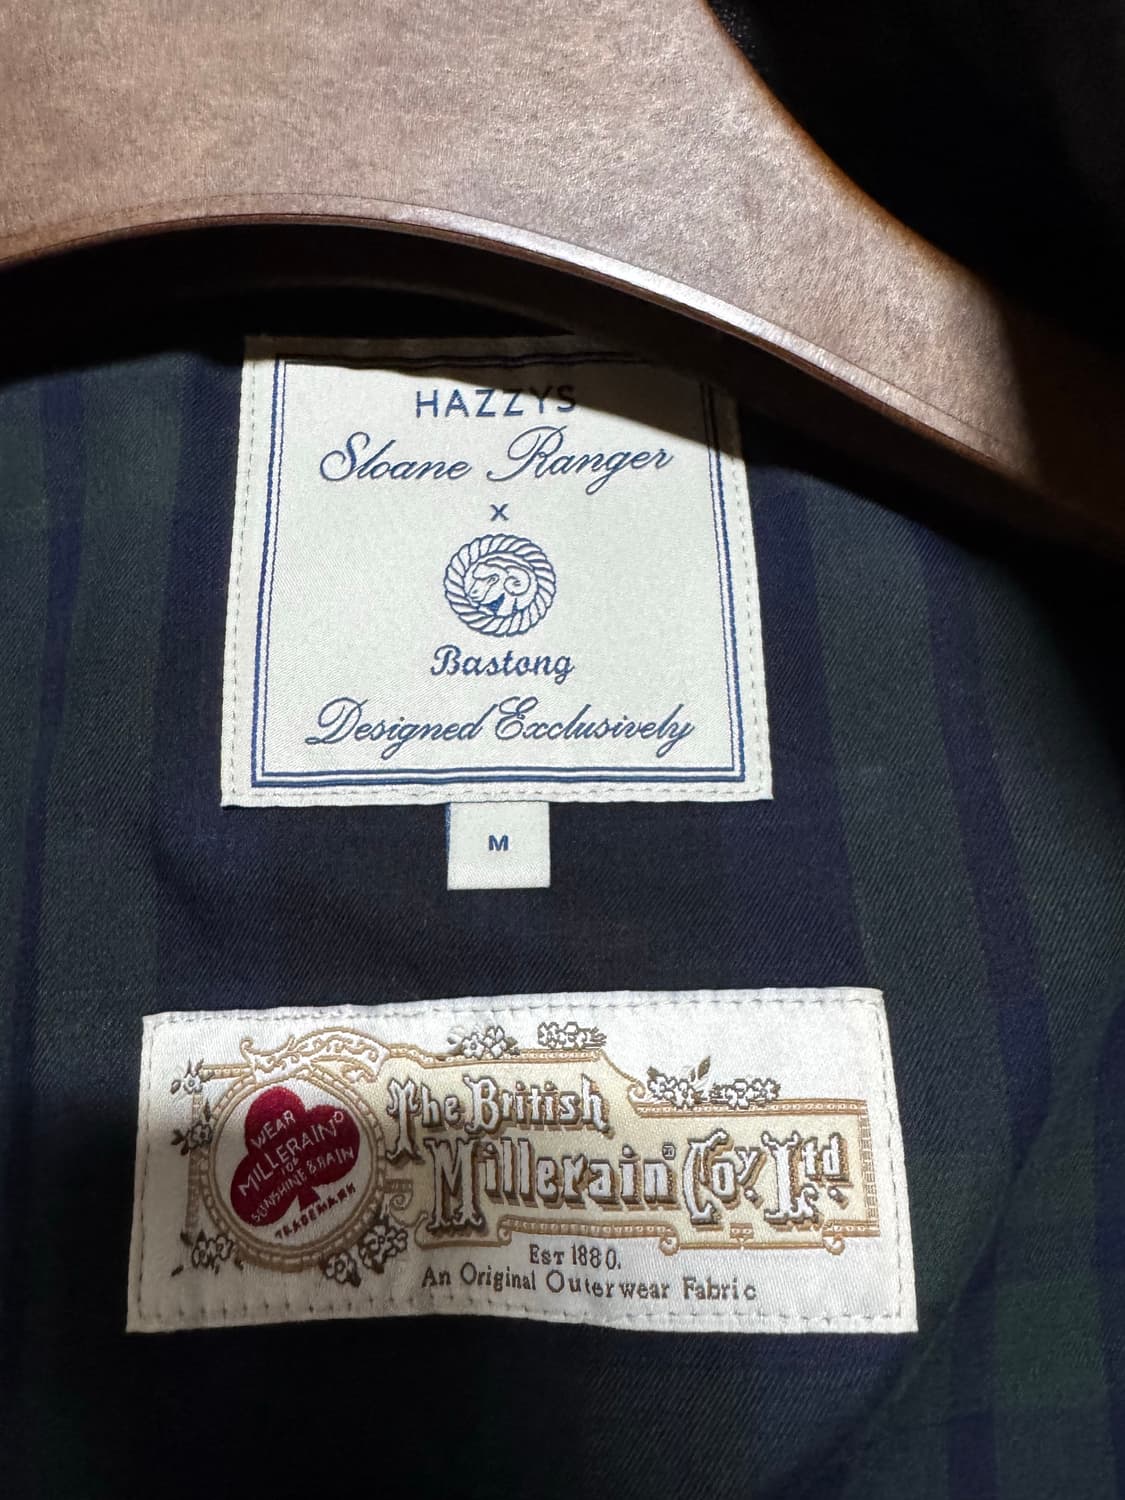 HAZZYS
Sloane Ranger
x
Bastong
Designed Exclusively
M
WEAR
MILLERAIN®
FOR
SUNSHINE & RAIN
TRADEMARK
The British
Millerain® Coy. Ltd.
EST 1880.
An Original Outerwear Fabric